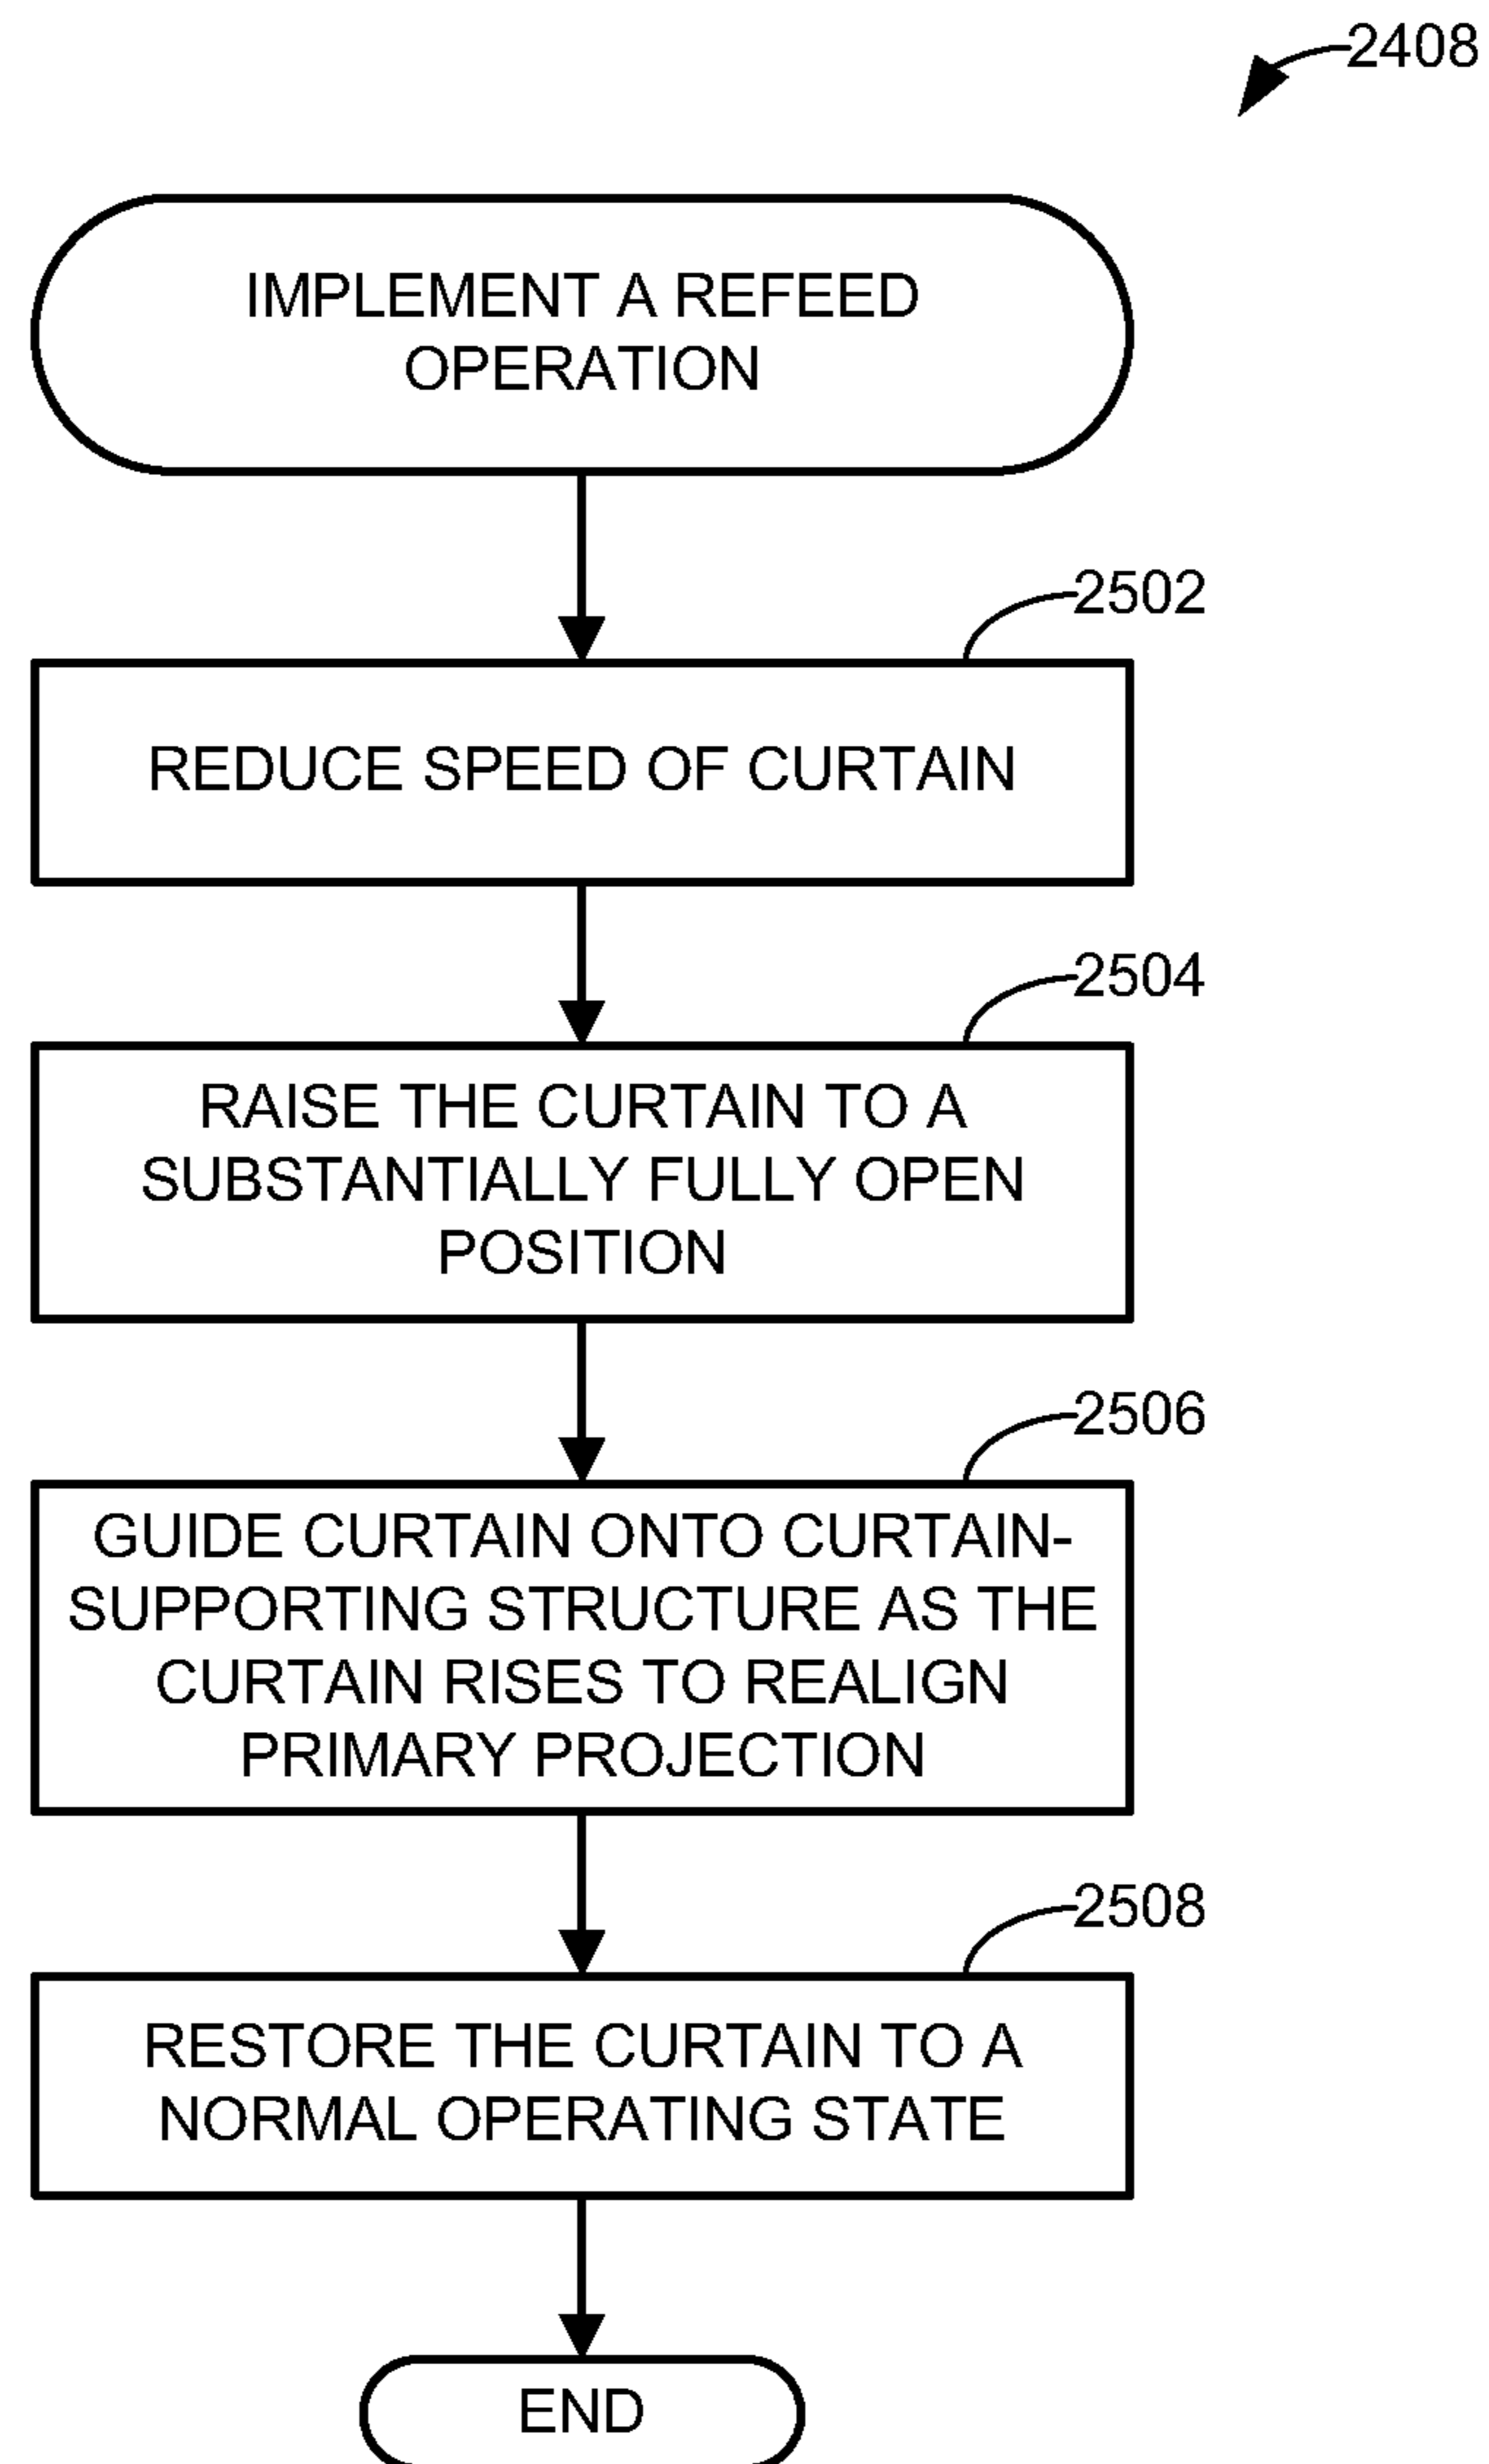 2408
IMPLEMENT A REFEED
OPERATION
2502
REDUCE SPEED OF CURTAIN
2504
RAISE THE CURTAIN TO A
SUBSTANTIALLY FULLY OPEN
POSITION
2506
GUIDE CURTAIN ONTO CURTAIN-
SUPPORTING STRUCTURE AS THE
CURTAIN RISES TO REALIGN
PRIMARY PROJECTION
2508
RESTORE THE CURTAIN TO A
NORMAL OPERATING STATE
END